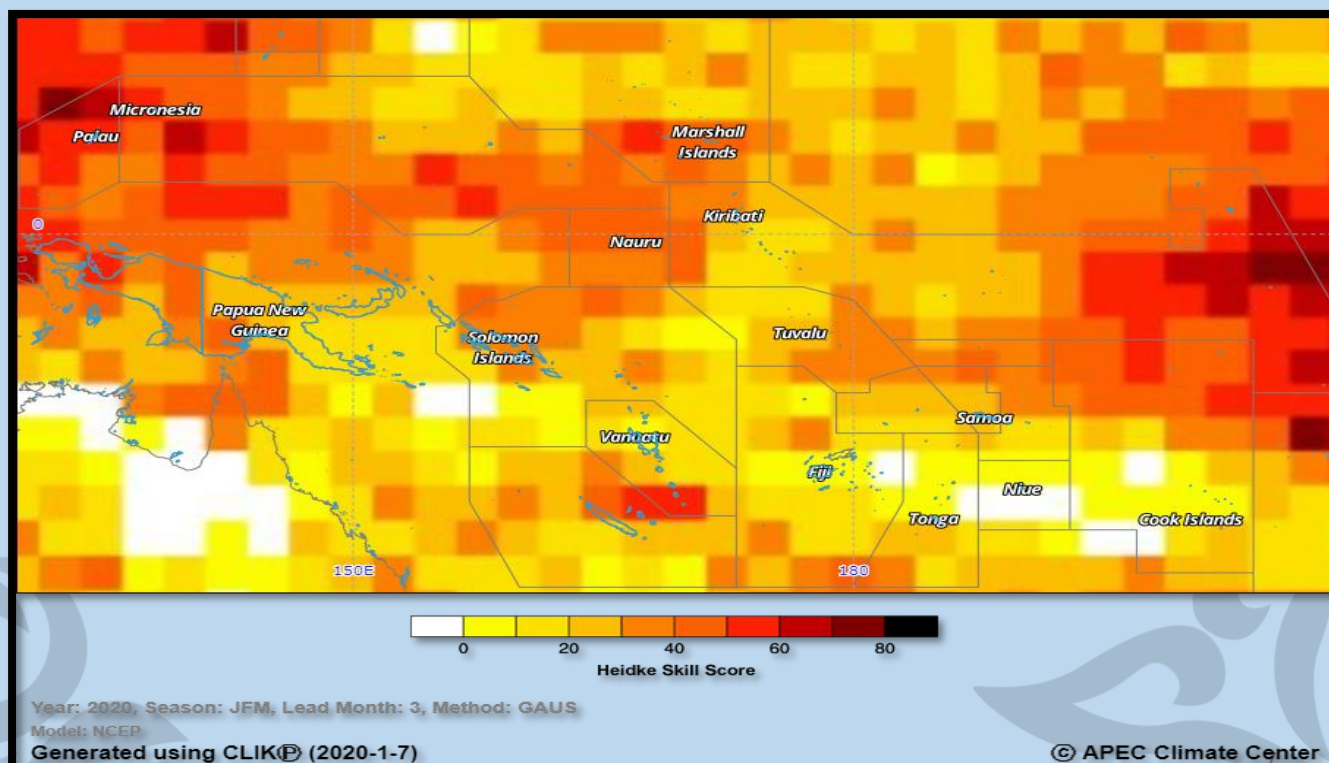 Micronesia
Palau
Marshall
Islands
Kiribati
0
Nauru
Papua New
Guinea
Solomon
Islands
Tuvalu
Samoa
Vanuatu
Fiji
Niue
Tonga
Cook Islands
150E
180
0 20 40 60 80
Heidke Skill Score
Year: 2020, Season: JFM, Lead Month: 3, Method: GAUS
Model: NCEP
Generated using CLIKⓅ (2020-1-7)
© APEC Climate Center